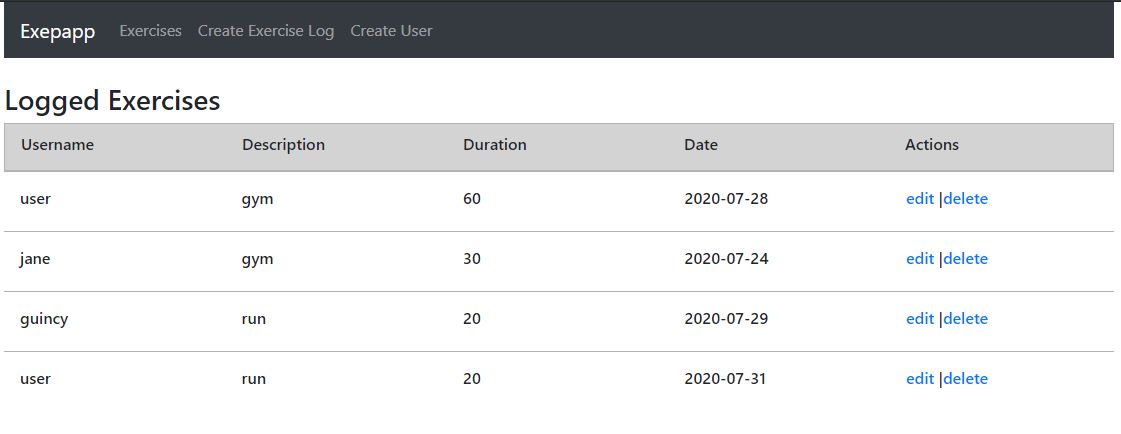 Exepapp Exercises Create Exercise Log Create User
Logged Exercises
Username Description Duration Date Actions
user gym 60 2020-07-28 edit |delete
jane gym 30 2020-07-24 edit |delete
guincy run 20 2020-07-29 edit |delete
user run 20 2020-07-31 edit |delete